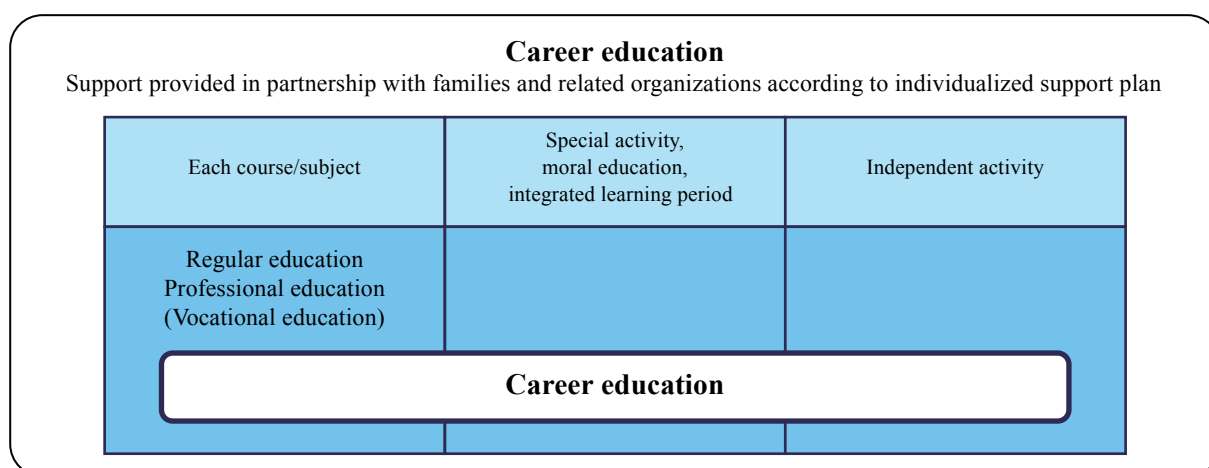 Career education
Support provided in partnership with families and related organizations according to individualized support plan
Each course/subject
Special activity,
moral education,
integrated learning period
Independent activity
Regular education
Professional education
(Vocational education)
Career education